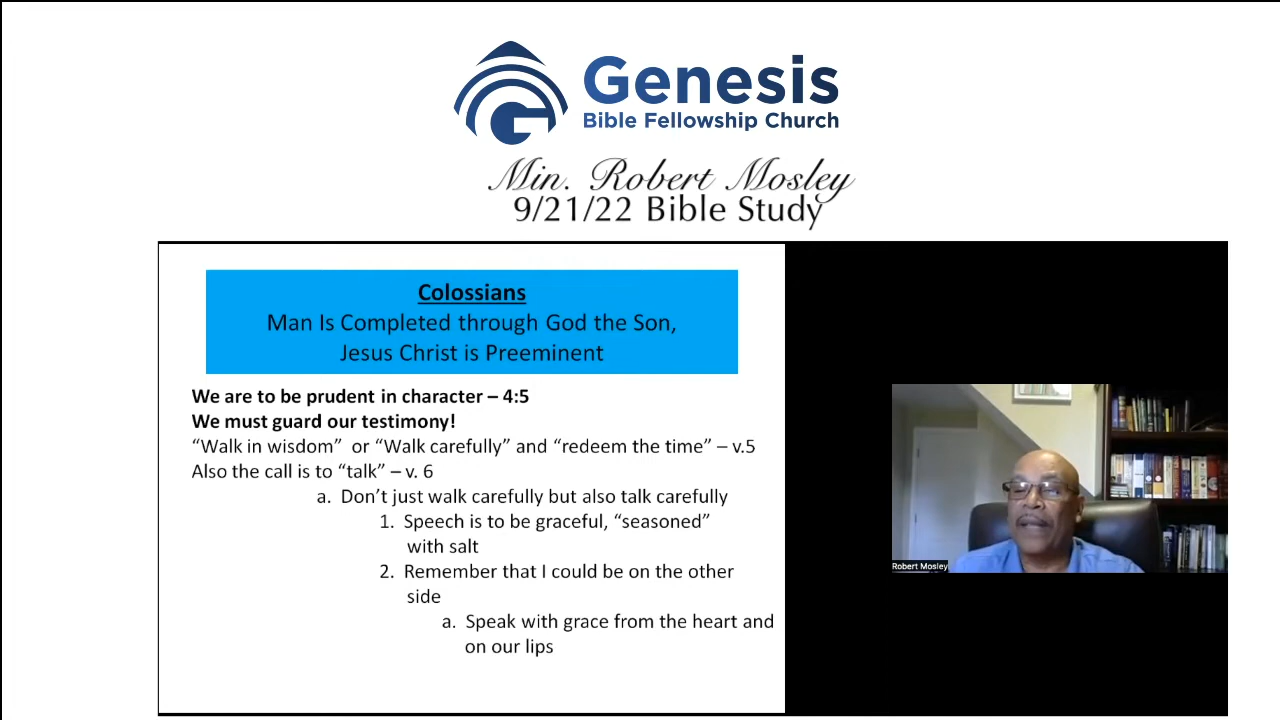 Genesis
Bible Fellowship Church
Min. Robert Mosley
9/21/22 Bible Study
Colossians
Man Is Completed through God the Son,
Jesus Christ is Preeminent
We are to be prudent in character – 4:5
We must guard our testimony!
“Walk in wisdom”  or “Walk carefully” and “redeem the time” – v.5
Also the call is to “talk” – v. 6
a.  Don’t just walk carefully but also talk carefully
1.  Speech is to be graceful, “seasoned”
with salt
2.  Remember that I could be on the other
side
a.  Speak with grace from the heart and
on our lips
Robert Mosley